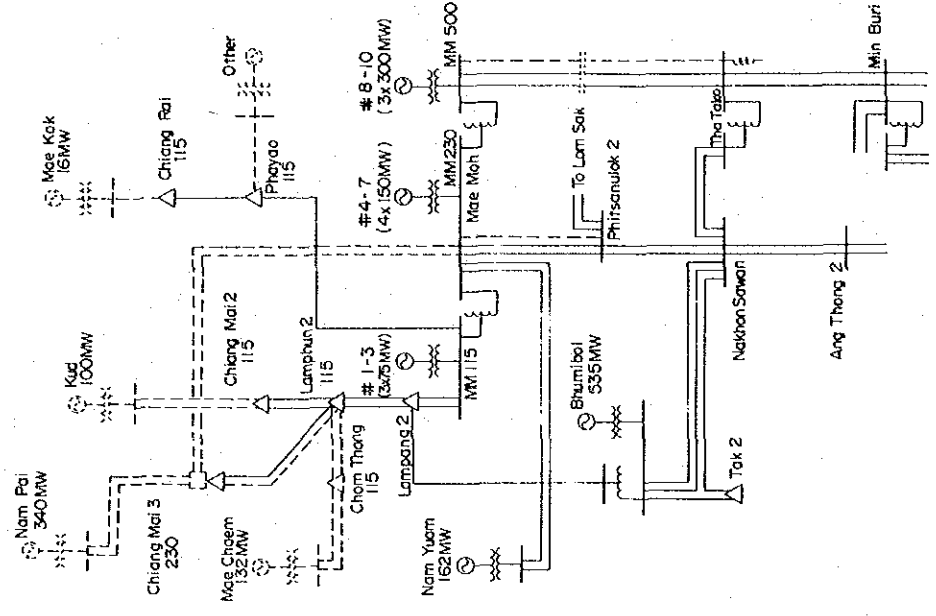 Nam Pai
340MW
Kud
100MW
Mae Kok
16MW
Chiang Mai 3
230
Chiang Mai 2
115
Chiang Rai
115
Other
Mae Chaem
132MW
Lamphun 2
115
Phayao
115
Chom Thong
115
# 1-3
(3x75MW)
#4-7
(4x150MW)
# 8-10
(3x300MW)
Lampang 2
MM 115
MM230
Mae Moh
MM 500
Nam Yuam
162MW
Bhumibol
535MW
To Lom Sak
Phitsanulok 2
Tha Tako
Tak 2
Nakhon Sawan
Ang Thong 2
Min Buri